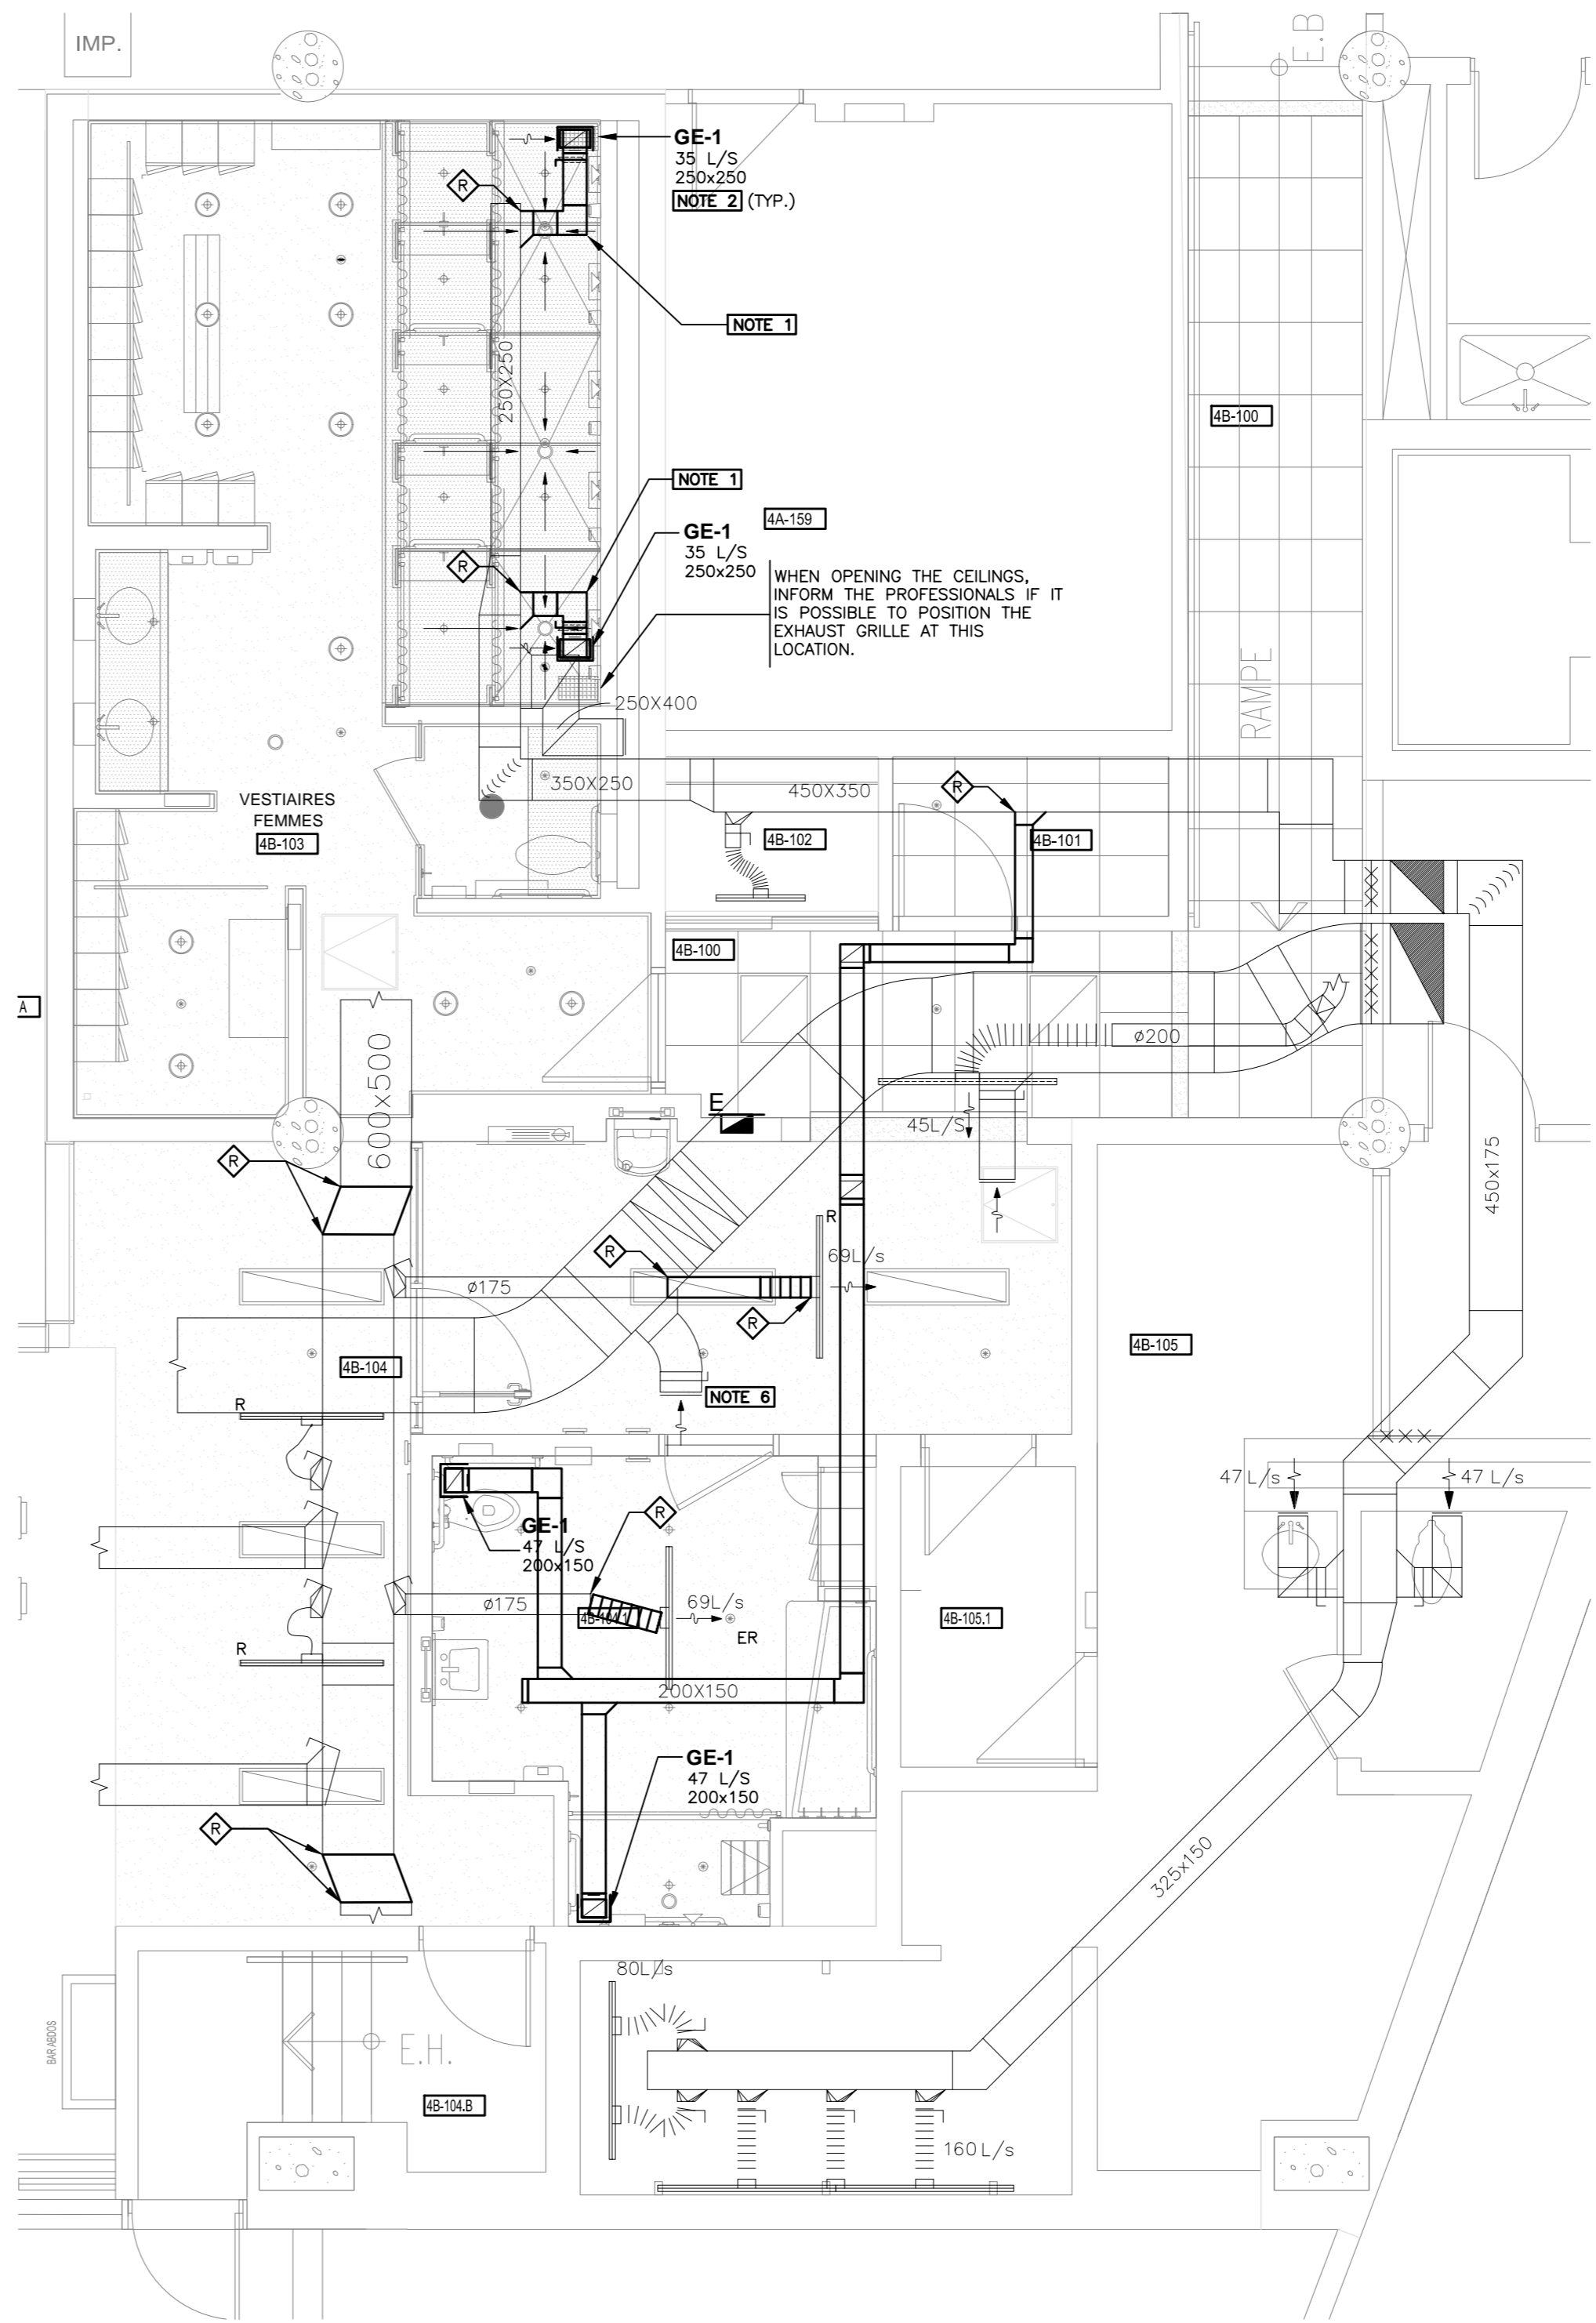 IMP.
E.B
GE-1
35 L/S
250x250
NOTE 2 (TYP.)
R
NOTE 1
250X250
4B-100
NOTE 1
4A-159
GE-1
35 L/S
250x250
R
WHEN OPENING THE CEILINGS,
INFORM THE PROFESSIONALS IF IT
IS POSSIBLE TO POSITION THE
EXHAUST GRILLE AT THIS
LOCATION.
RAMPE
250X400
350X250
450X350
R
VESTIAIRES
FEMMES
4B-103
4B-102
4B-101
4B-100
A
600x500
Ø200
E
45L/S
450x175
R
R
R
69L/s
Ø175
R
4B-104
4B-105
R
NOTE 6
47 L/s
47 L/s
R
GE-1
47 L/S
200x150
Ø175
4B-104.1
69L/s
ER
4B-105.1
R
200X150
GE-1
47 L/S
200x150
R
325x150
80L/s
BAR ABDOS
E.H.
4B-104.B
160 L/s